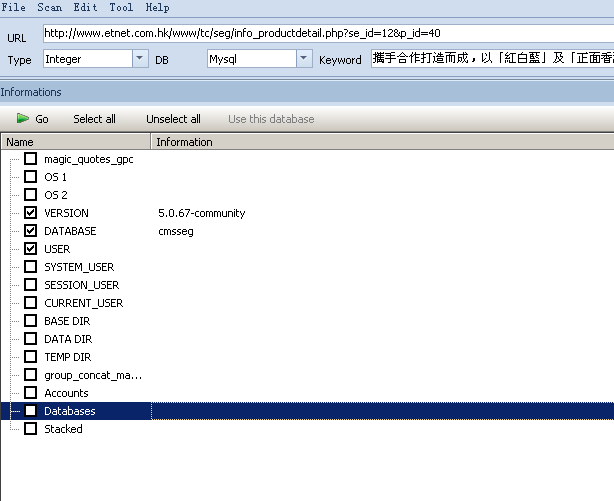 File Scan Edit Tool Help
URL http://www.etnet.com.hk/www/tc/seg/info_productdetail.php?se_id=12&p_id=40
Type Integer DB Mysql Keyword 攜手合作打造而成，以「紅白藍」及「正面香
Informations
Go Select all Unselect all Use this database
Name Information
magic_quotes_gpc
OS 1
OS 2
VERSION 5.0.67-community
DATABASE cmsseg
USER
SYSTEM_USER
SESSION_USER
CURRENT_USER
BASE DIR
DATA DIR
TEMP DIR
group_concat_ma...
Accounts
Databases
Stacked